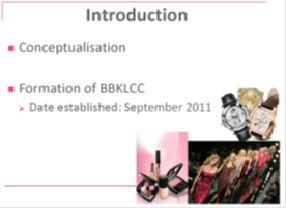 Introduction
Conceptualisation
Formation of BBKLCC
Date established: September 2011